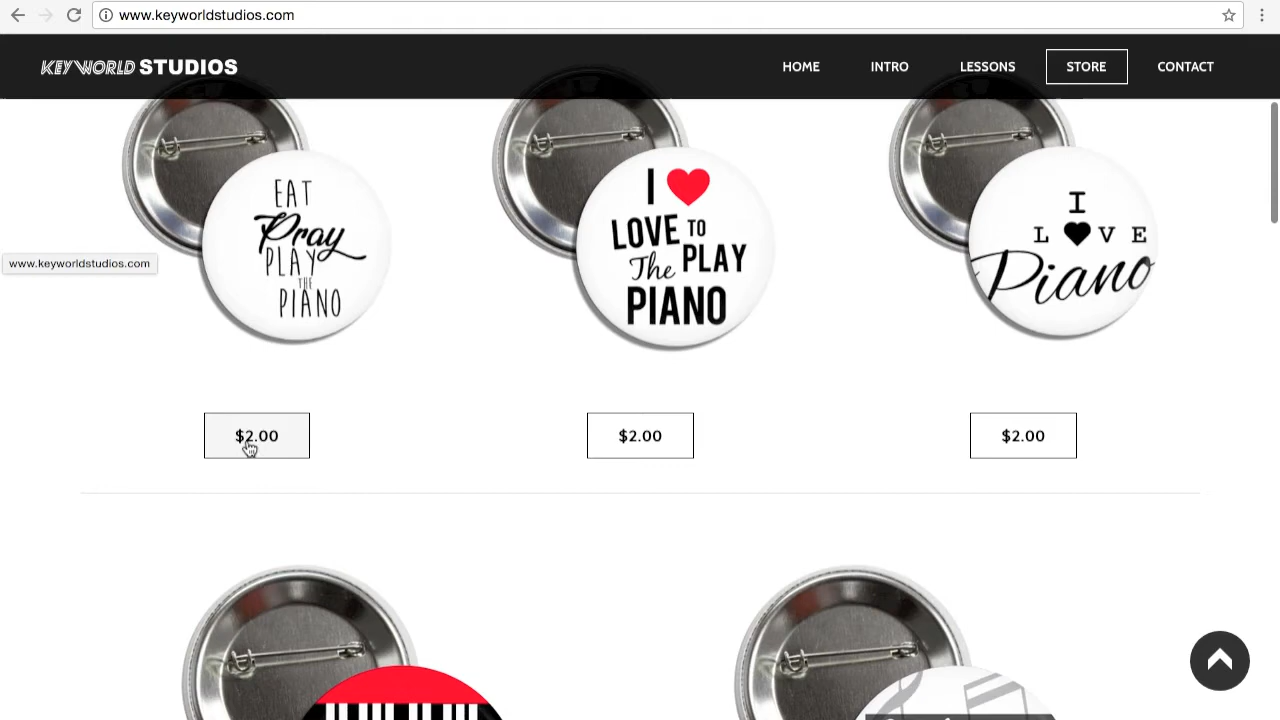 www.keyworldstudios.com
KEY WORLD STUDIOS
HOME
INTRO
LESSONS
STORE
CONTACT
EAT
Pray
PLAY
THE
PIANO
I ❤
LOVE TO
The PLAY
PIANO
I
L ♥ V E
Piano
www.keyworldstudios.com
$2.00
$2.00
$2.00